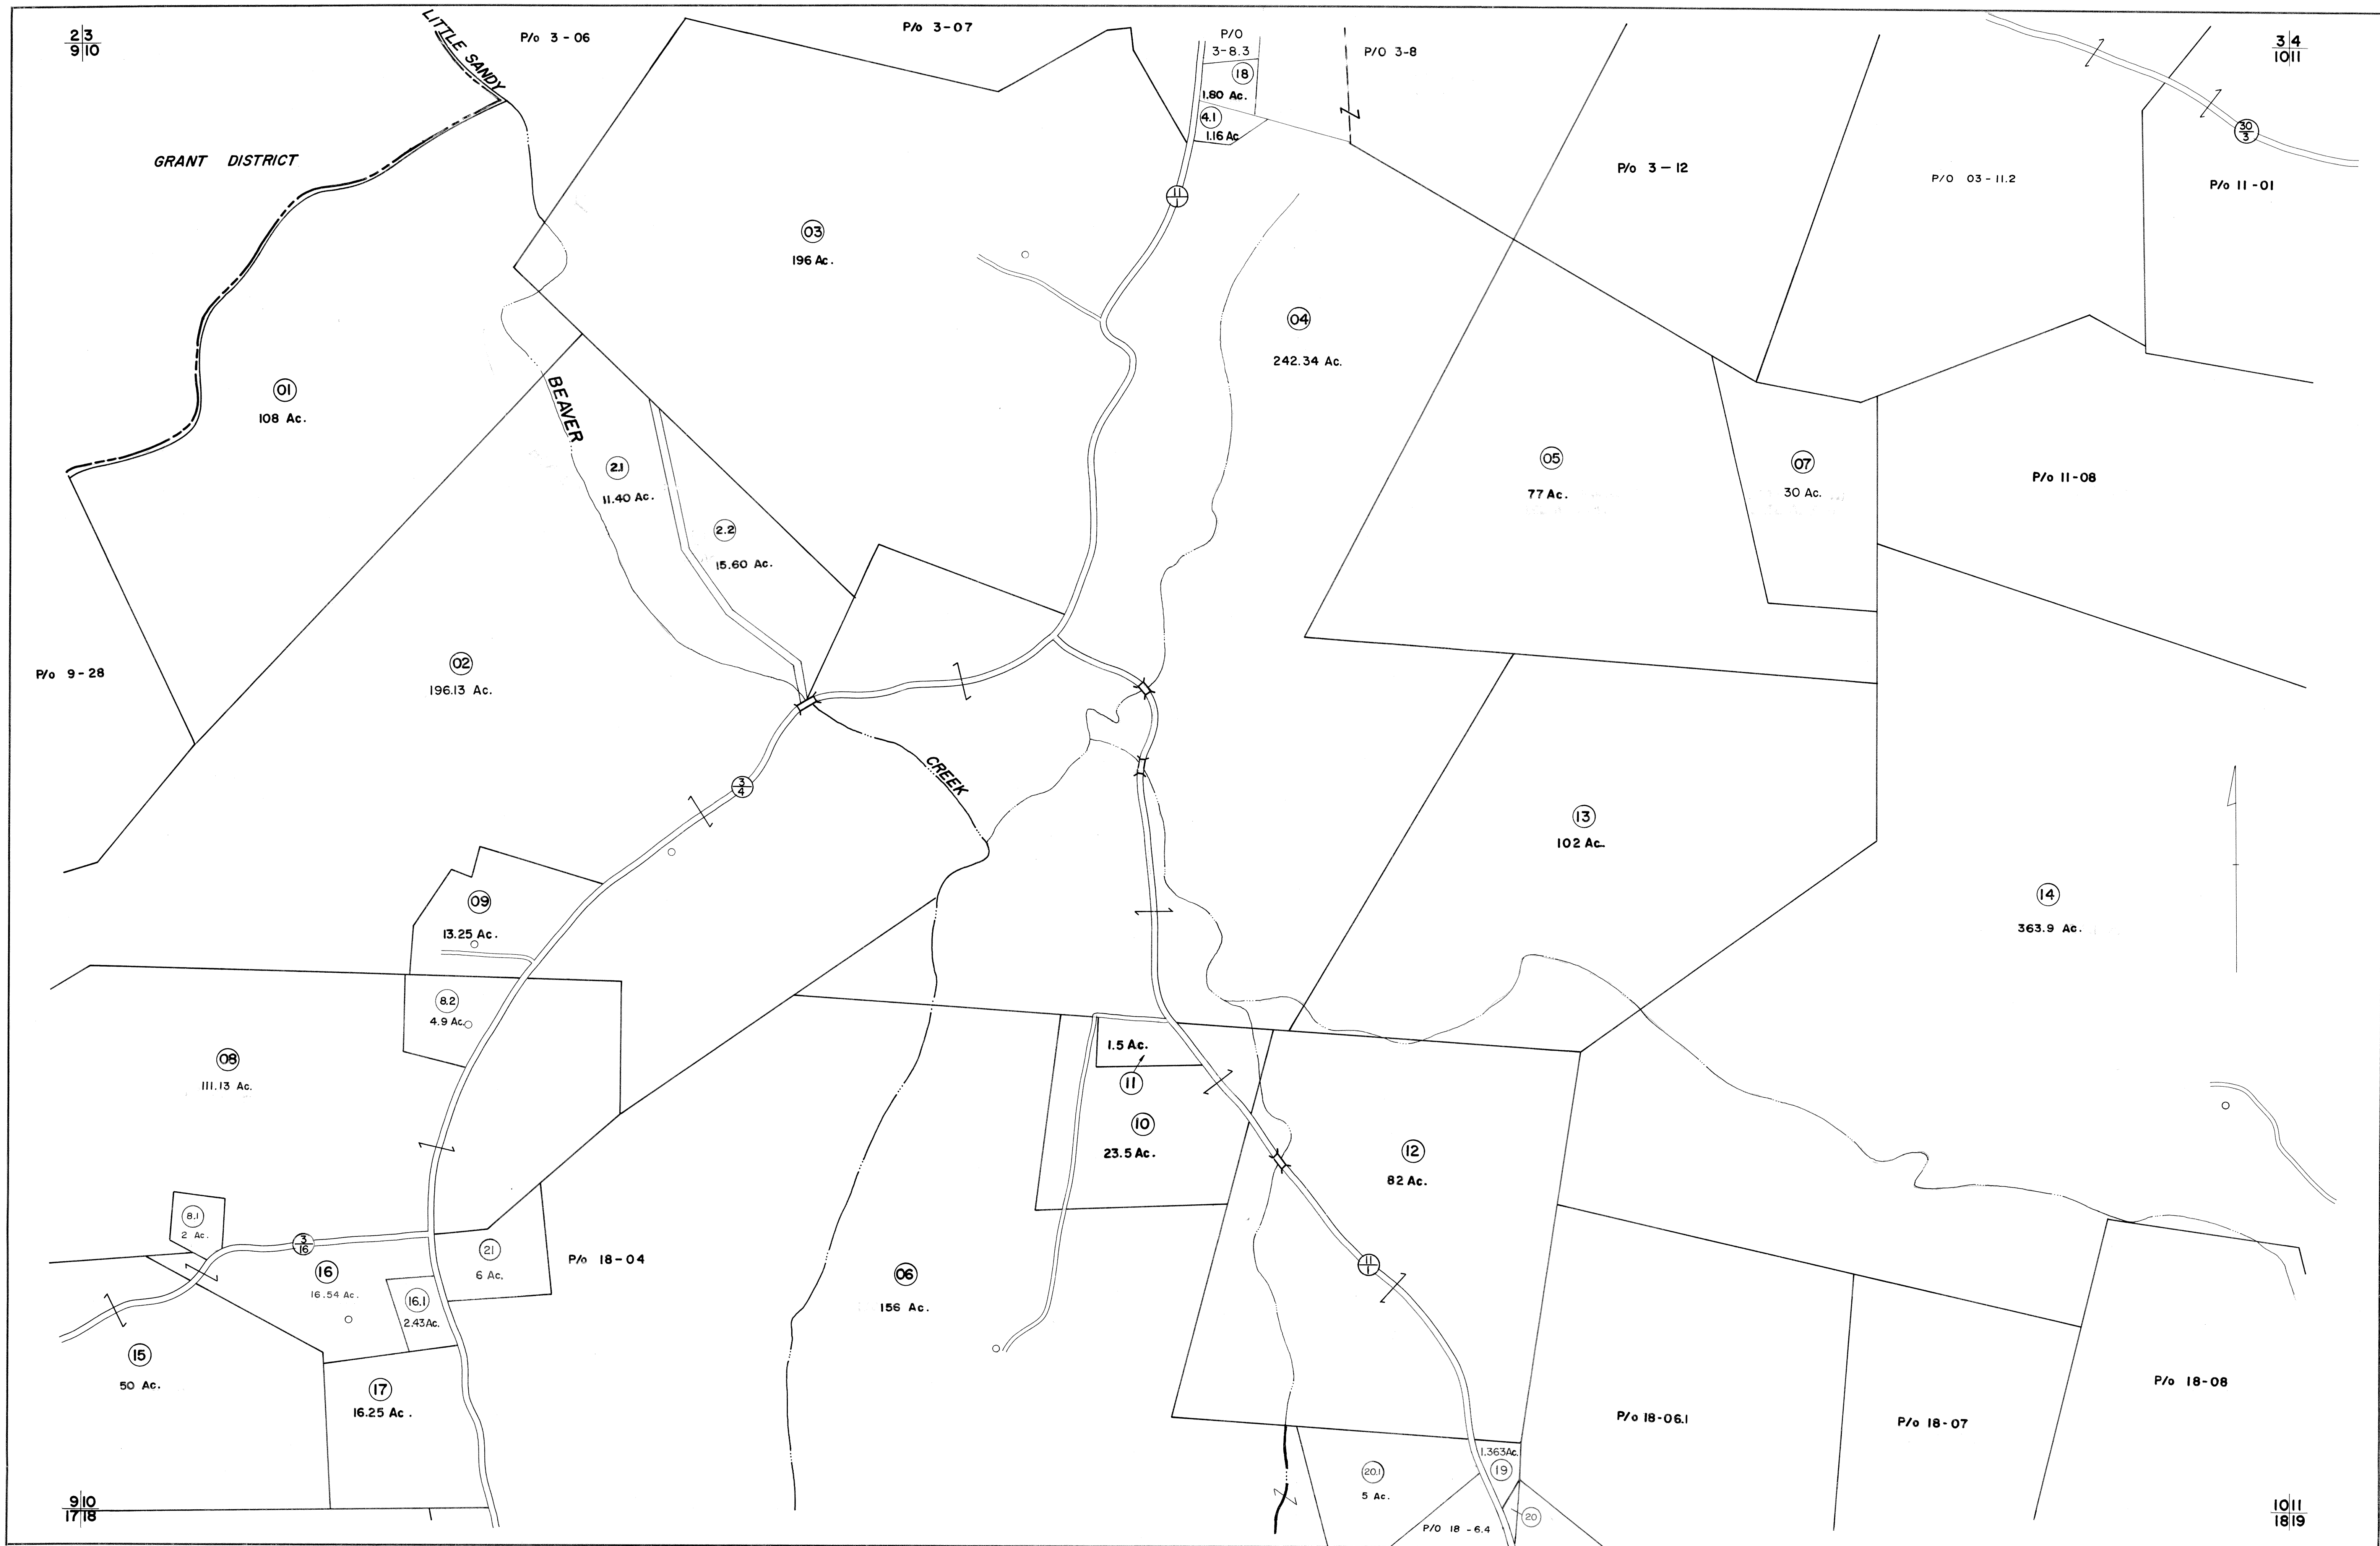 2 3
9 10
LITTLE SANDY
P/o 3 - 06
P/o 3-07
P/O
3-8.3
P/O 3-8
3 4
10 11
18
1.80 Ac.
4.1
1.16 Ac
30
3
GRANT DISTRICT
P/o 3 - 12
P/O 03 - 11.2
P/o 11 - 01
11
1
03
196 Ac.
04
242.34 Ac.
01
108 Ac.
BEAVER
2.1
11.40 Ac.
05
77 Ac.
07
30 Ac.
P/o 11-08
2.2
15.60 Ac.
P/o 9 - 28
02
196.13 Ac.
3
4
CREEK
13
102 Ac.
09
13.25 Ac.
14
363.9 Ac.
8.2
4.9 Ac.
08
111.13 Ac.
1.5 Ac.
11
10
23.5 Ac.
12
82 Ac.
8.1
2 Ac.
3
16
21
6 Ac.
P/o 18 - 04
16
16.54 Ac.
16.1
2.43Ac.
06
156 Ac.
11
1
15
50 Ac.
17
16.25 Ac.
P/o 18-06.1
P/o 18-07
P/o 18-08
1.363Ac.
19
20.1
5 Ac.
20
P/O 18 - 6.4
9 10
17 18
10 11
18 19